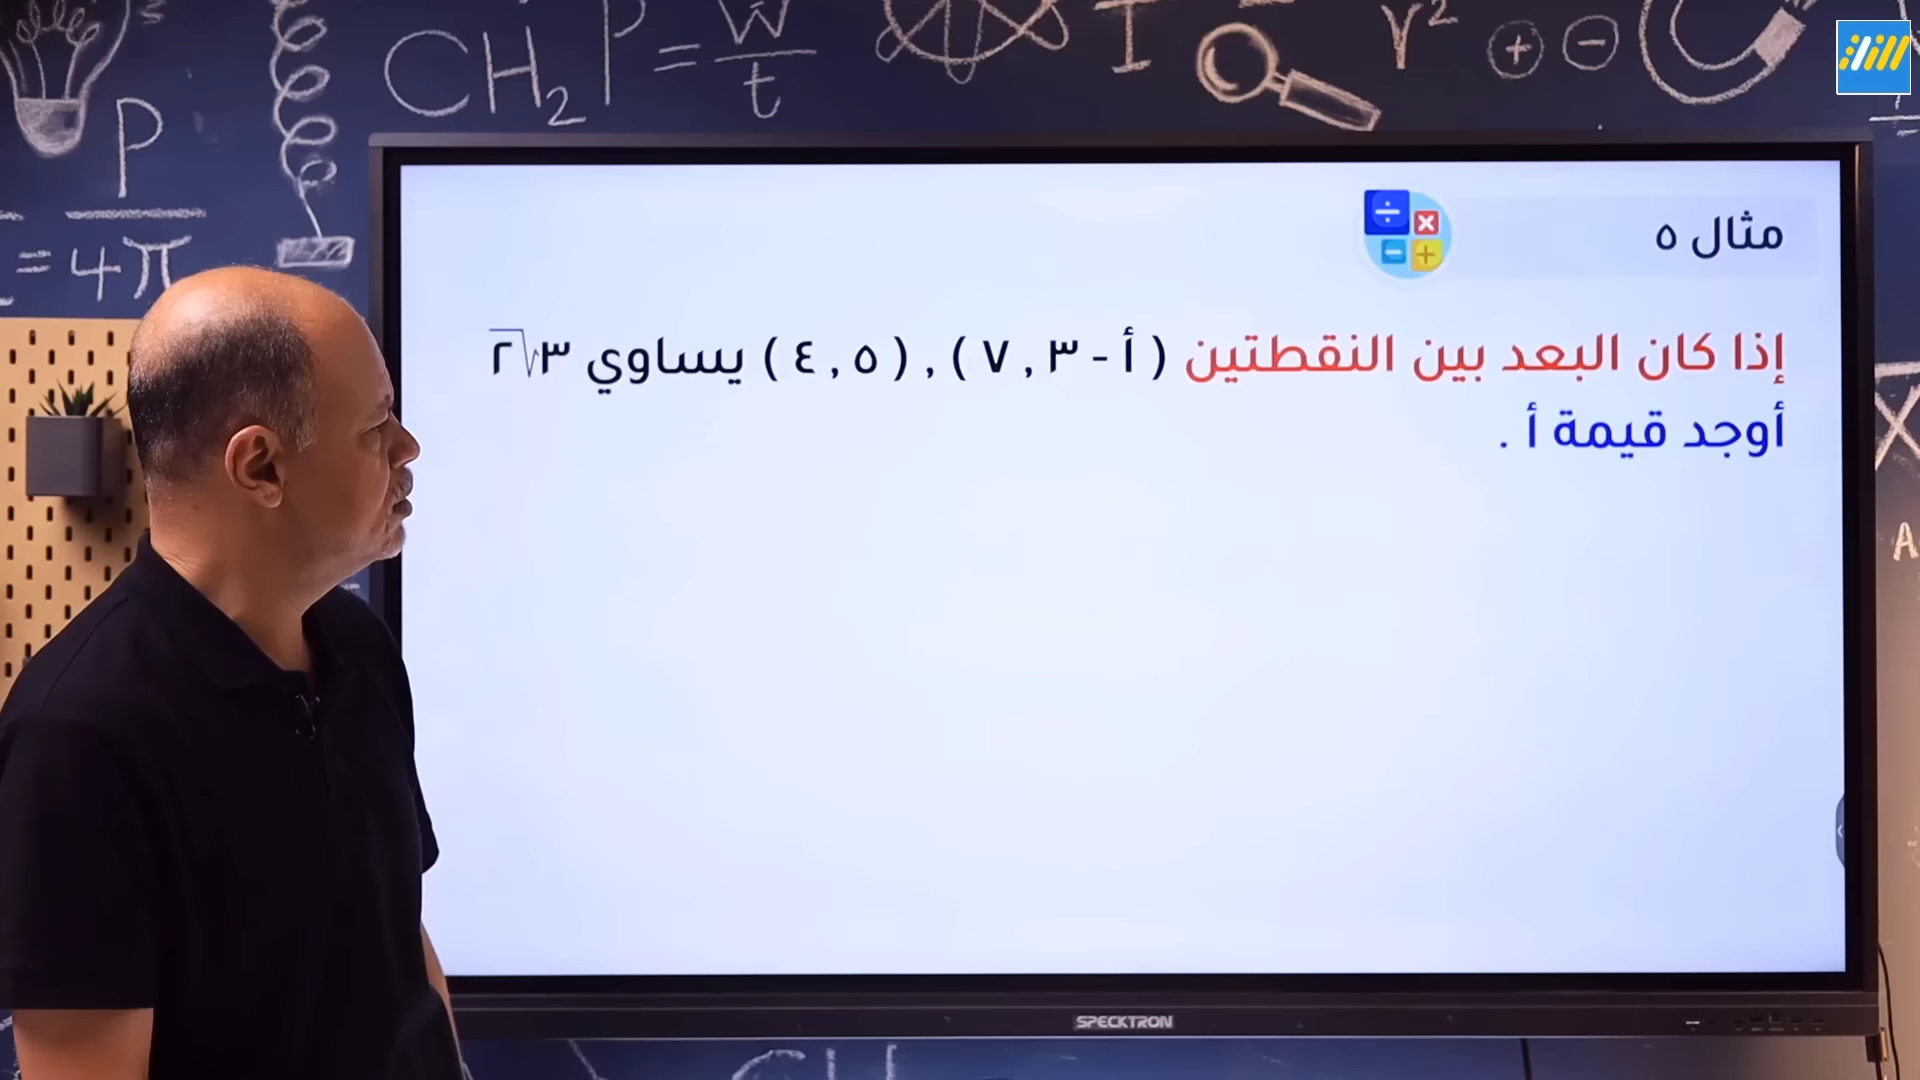 CH₂
P = W/t
I
r²
+ −
P
= 4π
مثال ٥
إذا كان البعد بين النقطتين ( أ - ٣ , ٧ ) , ( ٥ , ٤ ) يساوي ٣√٢
أوجد قيمة أ .
X
A
SPECKTRON